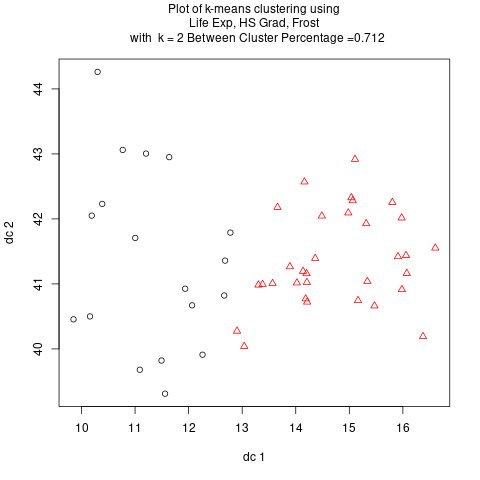 Plot of k-means clustering using
Life Exp, HS Grad, Frost
with k = 2 Between Cluster Percentage =0.712
44
43
42
41
40
dc 2
10 11 12 13 14 15 16
dc 1